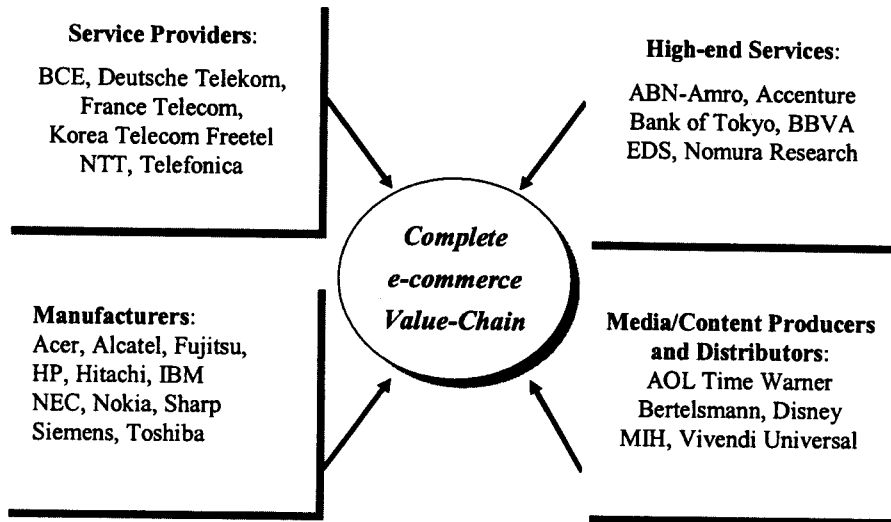 Service Providers:
BCE, Deutsche Telekom,
France Telecom,
Korea Telecom Freetel
NTT, Telefonica
High-end Services:
ABN-Amro, Accenture
Bank of Tokyo, BBVA
EDS, Nomura Research
Complete
e-commerce
Value-Chain
Manufacturers:
Acer, Alcatel, Fujitsu,
HP, Hitachi, IBM
NEC, Nokia, Sharp
Siemens, Toshiba
Media/Content Producers
and Distributors:
AOL Time Warner
Bertelsmann, Disney
MIH, Vivendi Universal